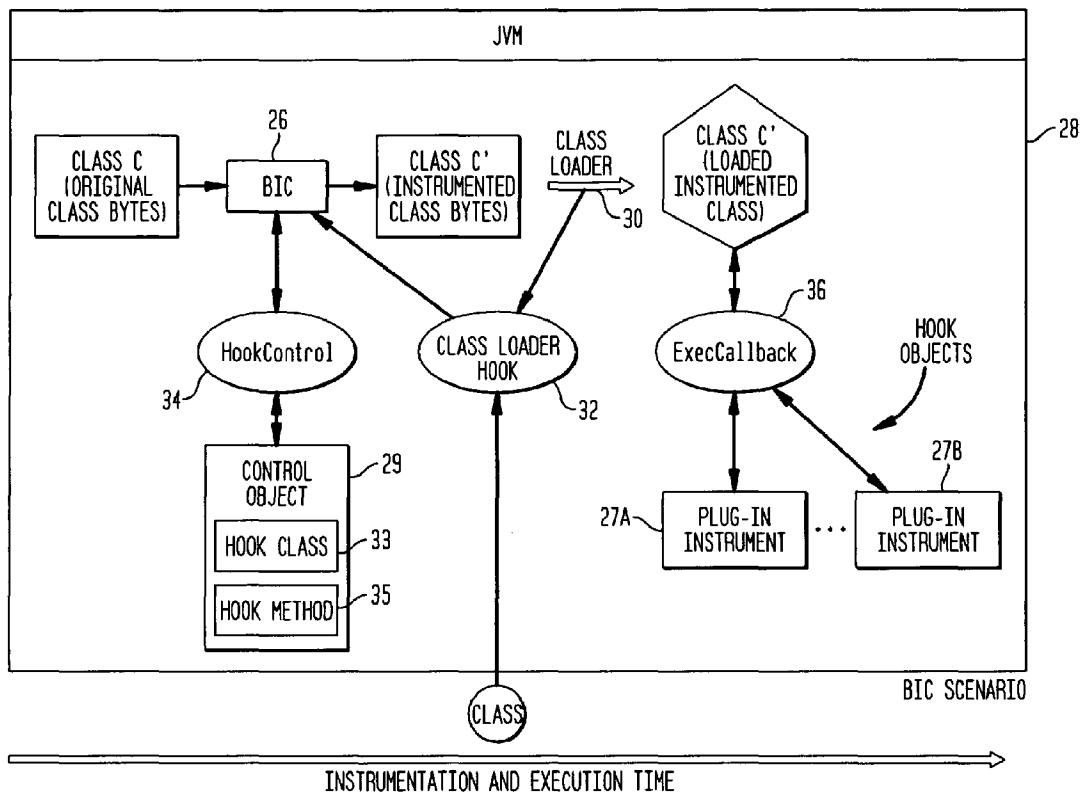 JVM
26
28
CLASS C
(ORIGINAL
CLASS BYTES)
BIC
CLASS C'
(INSTRUMENTED
CLASS BYTES)
CLASS
LOADER
30
CLASS C'
(LOADED
INSTRUMENTED
CLASS)
HookControl
34
CLASS LOADER
HOOK
32
36
ExecCallback
HOOK
OBJECTS
CONTROL
OBJECT
29
HOOK CLASS
33
HOOK METHOD
35
27A
PLUG-IN
INSTRUMENT
...
27B
PLUG-IN
INSTRUMENT
BIC SCENARIO
CLASS
INSTRUMENTATION AND EXECUTION TIME